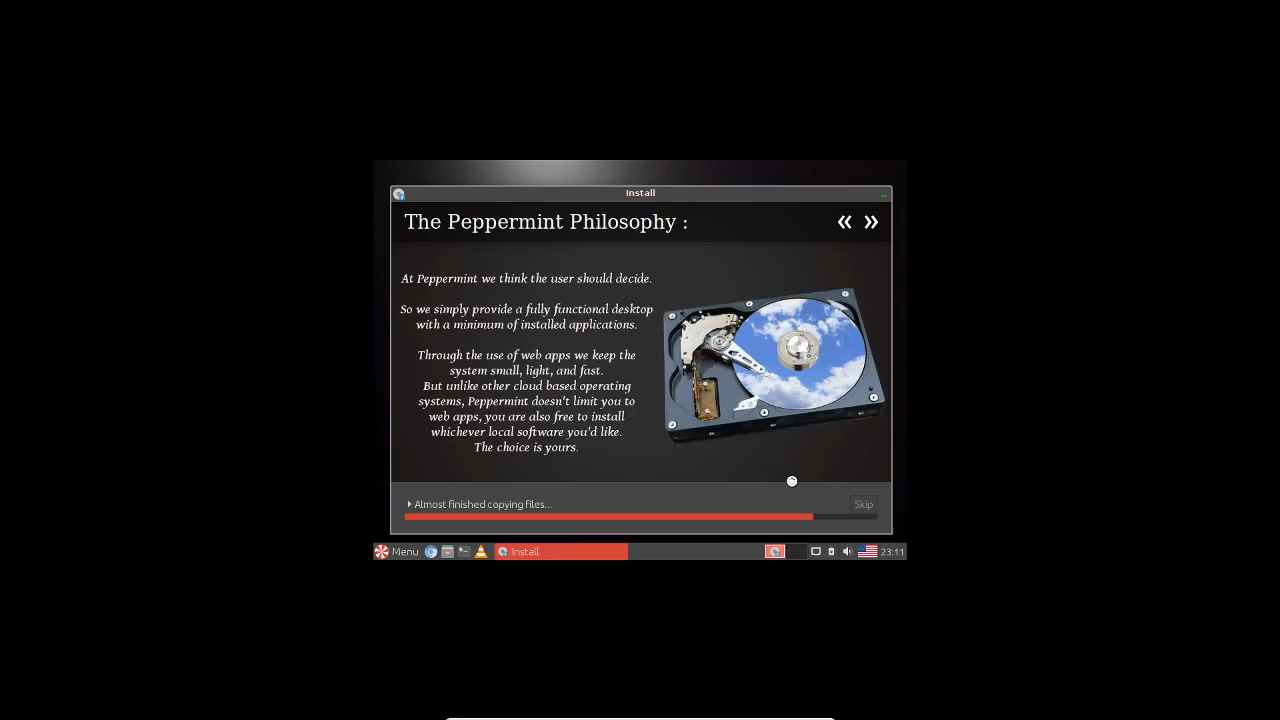 Install
The Peppermint Philosophy :
At Peppermint we think the user should decide.
So we simply provide a fully functional desktop
with a minimum of installed applications.
Through the use of web apps we keep the
system small, light, and fast.
But unlike other cloud based operating
systems, Peppermint doesn't limit you to
web apps, you are also free to install
whichever local software you'd like.
The choice is yours.
Almost finished copying files...
Skip
Menu
Install
23:11